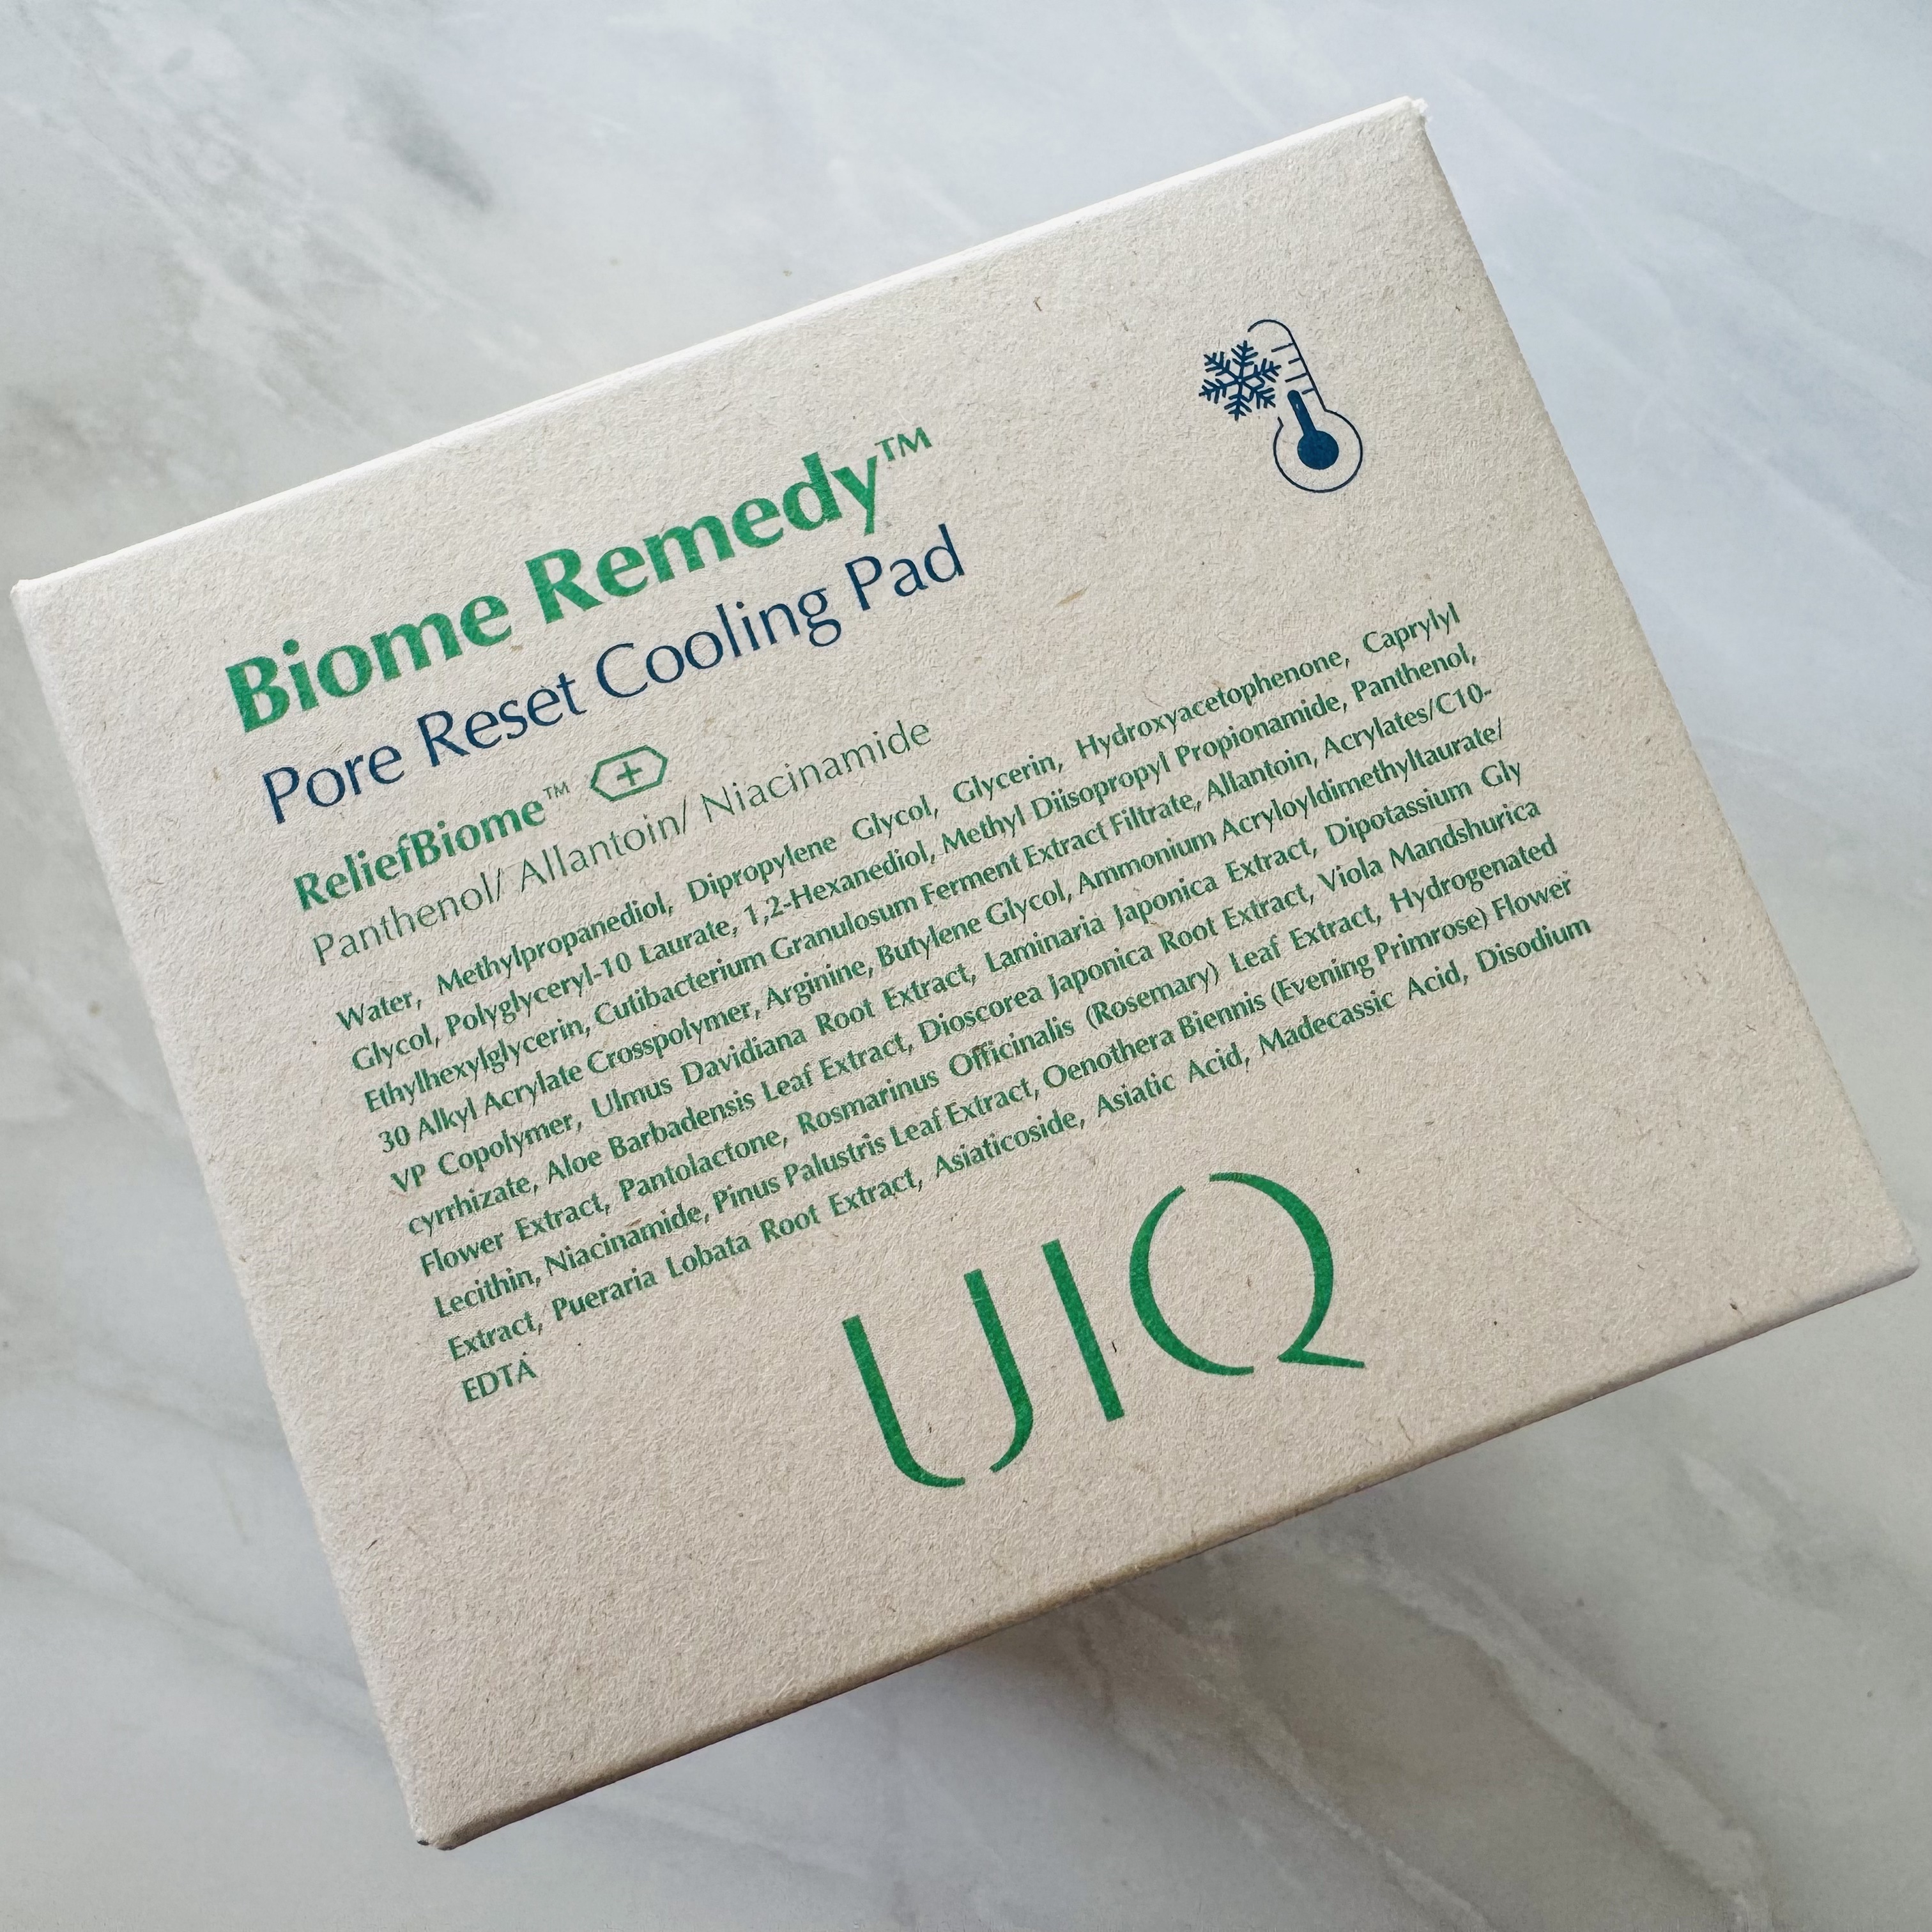 Biome Remedy™
Pore Reset Cooling Pad
ReliefBiome™ +
Panthenol/ Allantoin/ Niacinamide
Water, Methylpropanediol, Dipropylene Glycol, Glycerin, Hydroxyacetophenone, Caprylyl
Glycol, Polyglyceryl-10 Laurate, 1,2-Hexanediol, Methyl Diisopropyl Propionamide, Panthenol,
Ethylhexylglycerin, Cutibacterium Granulosum Ferment Extract Filtrate, Allantoin, Acrylates/C10-
30 Alkyl Acrylate Crosspolymer, Arginine, Butylene Glycol, Ammonium Acryloyldimethyltaurate/
VP Copolymer, Ulmus Davidiana Root Extract, Laminaria Japonica Extract, Dipotassium Gly
cyrrhizate, Aloe Barbadensis Leaf Extract, Dioscorea Japonica Root Extract, Viola Mandshurica
Flower Extract, Pantolactone, Rosmarinus Officinalis (Rosemary) Leaf Extract, Hydrogenated
Lecithin, Niacinamide, Pinus Palustris Leaf Extract, Oenothera Biennis (Evening Primrose) Flower
Extract, Pueraria Lobata Root Extract, Asiaticoside, Asiatic Acid, Madecassic Acid, Disodium
EDTA
UIQ